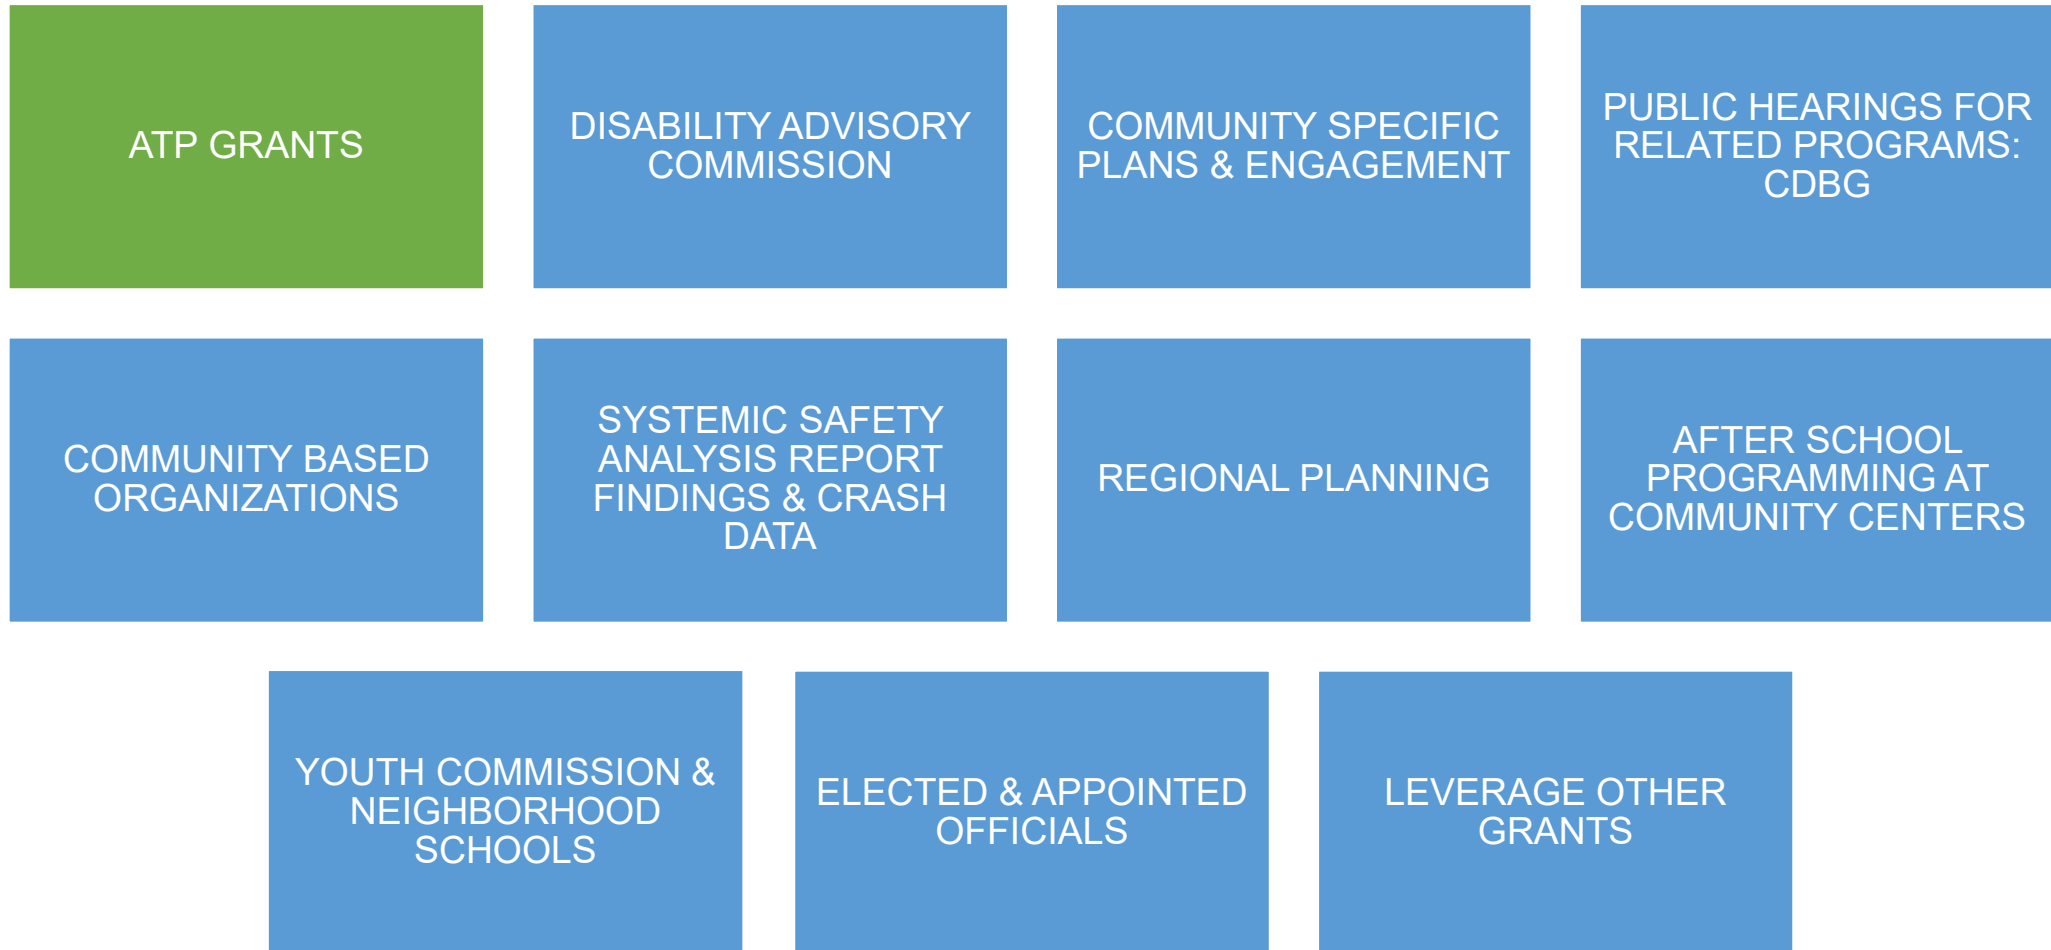 ATP GRANTS
DISABILITY ADVISORY
COMMISSION
COMMUNITY SPECIFIC
PLANS & ENGAGEMENT
PUBLIC HEARINGS FOR
RELATED PROGRAMS:
CDBG
COMMUNITY BASED
ORGANIZATIONS
SYSTEMIC SAFETY
ANALYSIS REPORT
FINDINGS & CRASH
DATA
REGIONAL PLANNING
AFTER SCHOOL
PROGRAMMING AT
COMMUNITY CENTERS
YOUTH COMMISSION &
NEIGHBORHOOD
SCHOOLS
ELECTED & APPOINTED
OFFICIALS
LEVERAGE OTHER
GRANTS